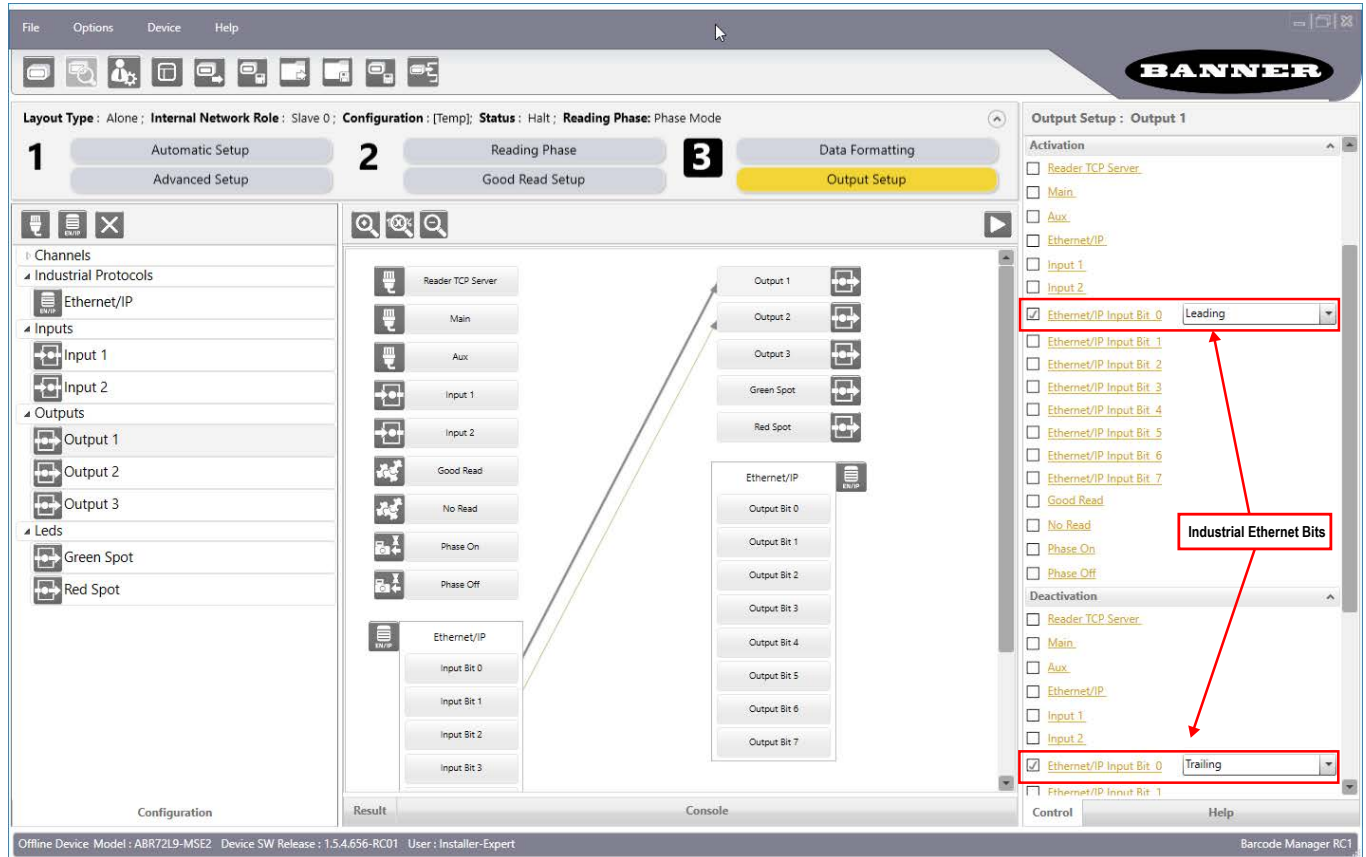 File Options Device Help
BANNER
Layout Type : Alone ; Internal Network Role : Slave 0 ; Configuration : [Temp]; Status : Halt ; Reading Phase: Phase Mode
1
Automatic Setup
Advanced Setup
2
Reading Phase
Good Read Setup
3
Data Formatting
Output Setup
EN/IP
Channels
Industrial Protocols
EN/IP
Ethernet/IP
Inputs
Input 1
Input 2
Outputs
Output 1
Output 2
Output 3
Leds
Green Spot
Red Spot
Configuration
100%
Reader TCP Server
Main
Aux
Input 1
Input 2
Good Read
No Read
Phase On
Phase Off
EN/IP
Ethernet/IP
Input Bit 0
Input Bit 1
Input Bit 2
Input Bit 3
Output 1
Output 2
Output 3
Green Spot
Red Spot
Ethernet/IP
EN/IP
Output Bit 0
Output Bit 1
Output Bit 2
Output Bit 3
Output Bit 4
Output Bit 5
Output Bit 6
Output Bit 7
Result Console
Output Setup : Output 1
Activation
Reader TCP Server
Main
Aux
Ethernet/IP
Input 1
Input 2
Ethernet/IP Input Bit 0 Leading
Ethernet/IP Input Bit 1
Ethernet/IP Input Bit 2
Ethernet/IP Input Bit 3
Ethernet/IP Input Bit 4
Ethernet/IP Input Bit 5
Ethernet/IP Input Bit 6
Ethernet/IP Input Bit 7
Good Read
No Read
Phase On
Phase Off
Industrial Ethernet Bits
Deactivation
Reader TCP Server
Main
Aux
Ethernet/IP
Input 1
Input 2
Ethernet/IP Input Bit 0 Trailing
Ethernet/IP Input Bit 1
Control Help
Offline Device Model : ABR72L9-MSE2 Device SW Release : 1.5.4.656-RC01 User : Installer-Expert
Barcode Manager RC1